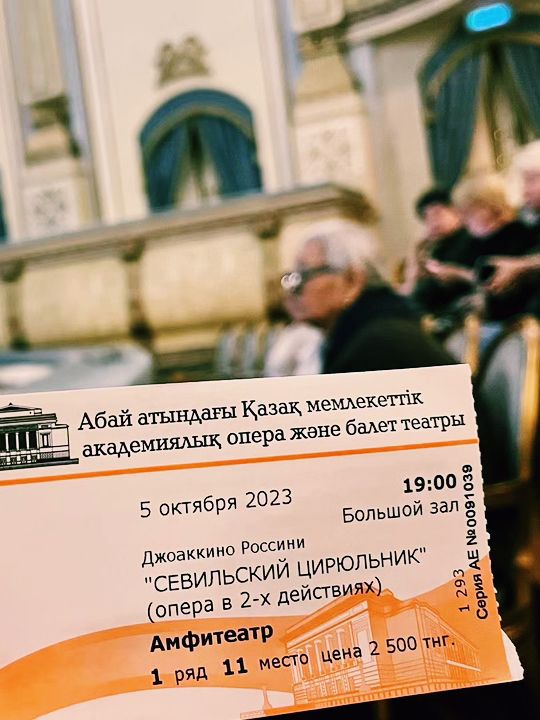 Абай атындағы Қазақ мемлекеттік
академиялық опера және балет театры
5 октября 2023
19:00
Большой зал
Джоаккино Россини
"СЕВИЛЬСКИЙ ЦИРЮЛЬНИК"
(опера в 2-х действиях)
Амфитеатр
1 ряд 11 место цена 2 500 тнг.
1 293
Серия АЕ №0091039